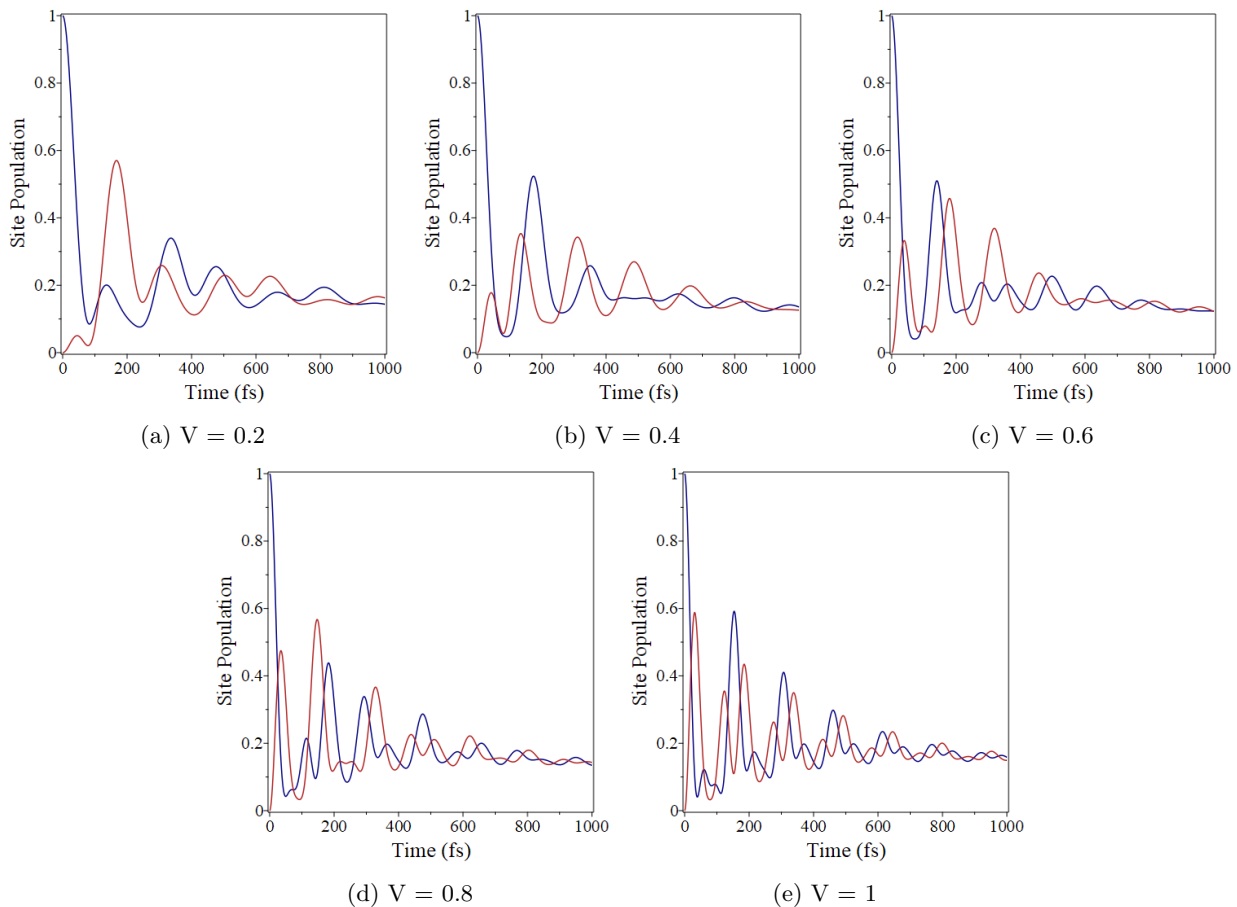 1
0.8
0.6
0.4
0.2
0
Site Population
0 200 400 600 800 1000
Time (fs)
(a) V = 0.2
1
0.8
0.6
0.4
0.2
0
Site Population
0 200 400 600 800 1000
Time (fs)
(b) V = 0.4
1
0.8
0.6
0.4
0.2
0
Site Population
0 200 400 600 800 1000
Time (fs)
(c) V = 0.6
1
0.8
0.6
0.4
0.2
0
Site Population
0 200 400 600 800 1000
Time (fs)
(d) V = 0.8
1
0.8
0.6
0.4
0.2
0
Site Population
0 200 400 600 800 1000
Time (fs)
(e) V = 1